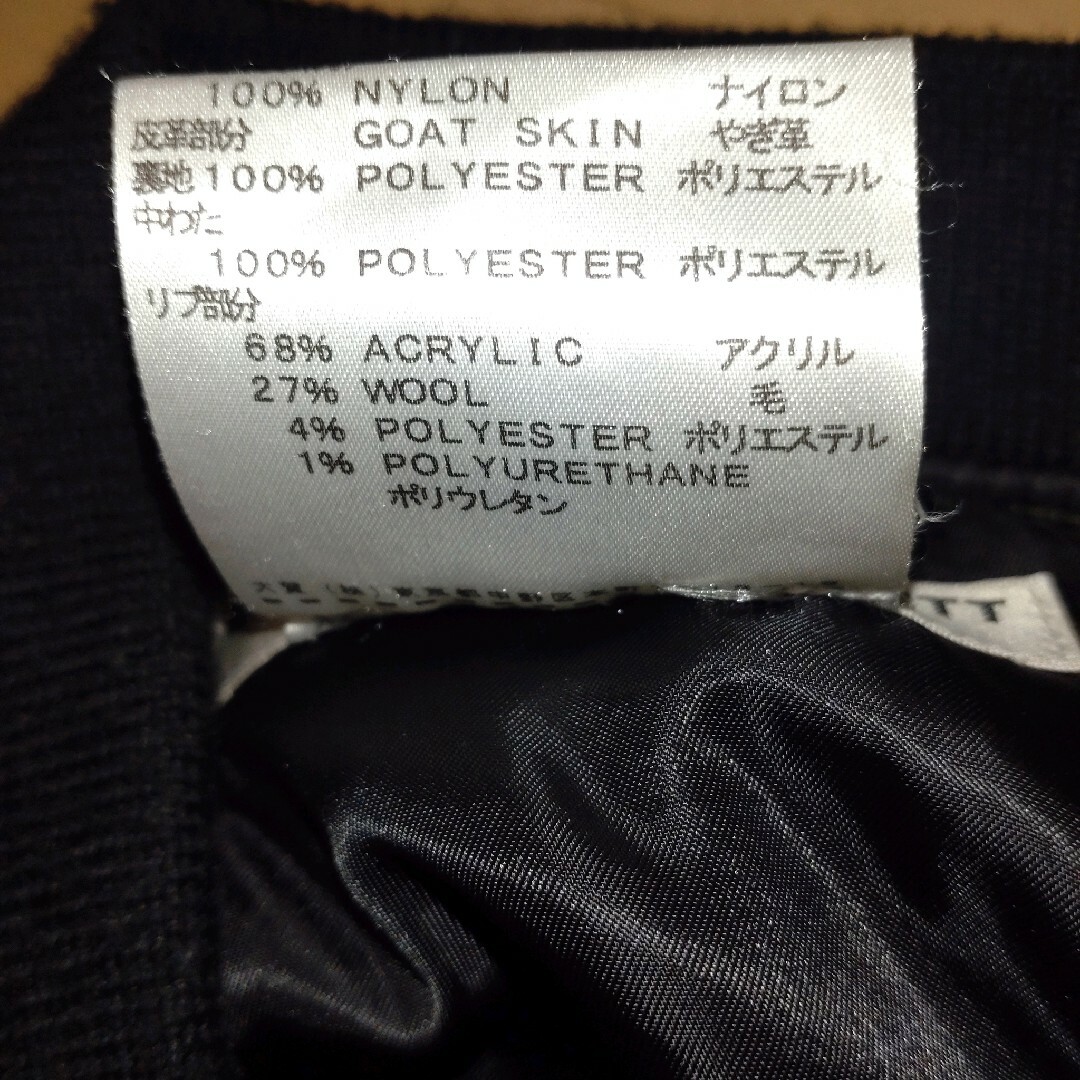 100% NYLON ナイロン
皮革部分 GOAT SKIN やぎ革
裏地100% POLYESTER ポリエステル
中わた
100% POLYESTER ポリエステル
リブ部分
68% ACRYLIC アクリル
27% WOOL 毛
4% POLYESTER ポリエステル
1% POLYURETHANE
ポリウレタン
TT